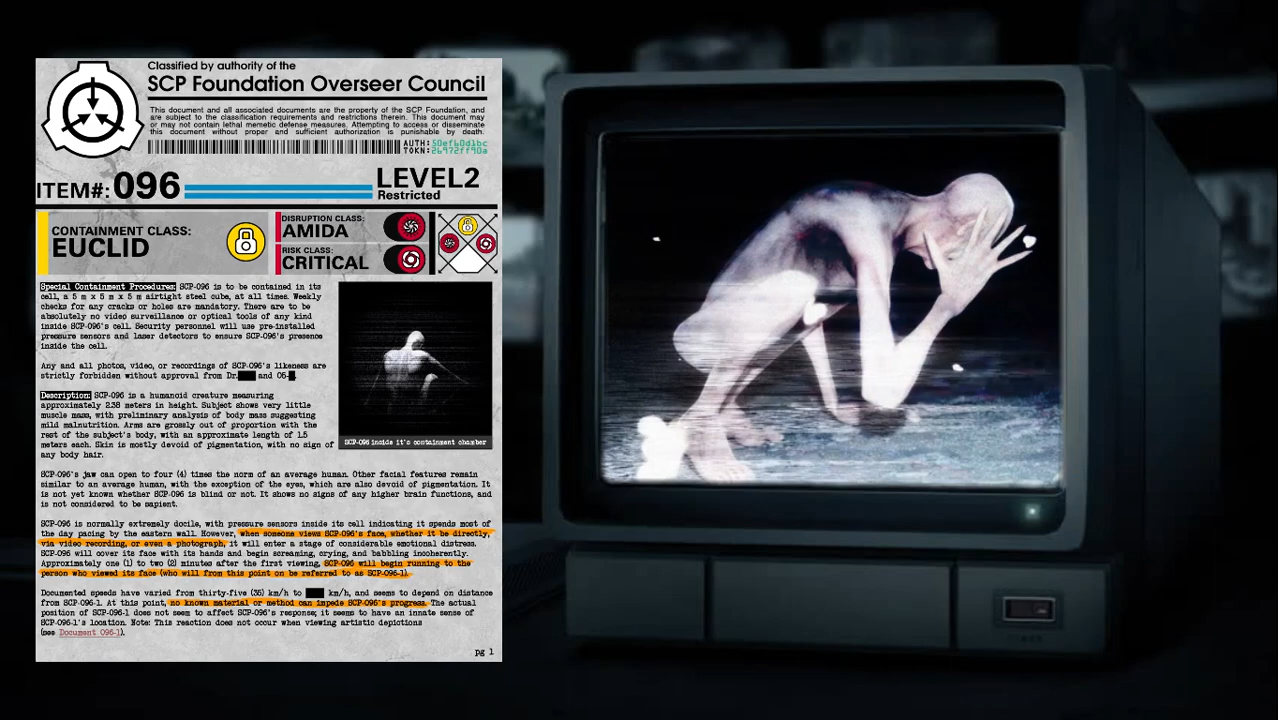 Classified by authority of the
SCP Foundation Overseer Council
This document and all associated documents are the property of the SCP Foundation, and
are subject to the classification requirements and restrictions therein. This document may
or may not contain lethal memetic defense measures. Attempting to access or disseminate
this document without proper and sufficient authorization is punishable by death.
AUTH:50ef60d1bc
TOKN:26972ff90a
ITEM#: 096
LEVEL2
Restricted
CONTAINMENT CLASS:
EUCLID
DISRUPTION CLASS:
AMIDA
RISK CLASS:
CRITICAL
Special Containment Procedures: SCP-096 is to be contained in its
cell, a 5 m x 5 m x 5 m airtight steel cube, at all times. Weekly
checks for any cracks or holes are mandatory. There are to be
absolutely no video surveillance or optical tools of any kind
inside SCP-096's cell. Security personnel will use pre-installed
pressure sensors and laser detectors to ensure SCP-096's presence
inside the cell.
Any and all photos, video, or recordings of SCP-096's likeness are
strictly forbidden without approval from Dr. and O5-.
Description: SCP-096 is a humanoid creature measuring
approximately 2.38 meters in height. Subject shows very little
muscle mass, with preliminary analysis of body mass suggesting
mild malnutrition. Arms are grossly out of proportion with the
rest of the subject's body, with an approximate length of 1.5
meters each. Skin is mostly devoid of pigmentation, with no sign of
any body hair.
SCP-096 inside it's containment chamber
SCP-096's jaw can open to four (4) times the norm of an average human. Other facial features remain
similar to an average human, with the exception of the eyes, which are also devoid of pigmentation. It
is not yet known whether SCP-096 is blind or not. It shows no signs of any higher brain functions, and
is not considered to be sapient.
SCP-096 is normally extremely docile, with pressure sensors inside its cell indicating it spends most of
the day pacing by the eastern wall. However, when someone views SCP-096's face, whether it be directly,
via video recording, or even a photograph, it will enter a stage of considerable emotional distress.
SCP-096 will cover its face with its hands and begin screaming, crying, and babbling incoherently.
Approximately one (1) to two (2) minutes after the first viewing, SCP-096 will begin running to the
person who viewed its face (who will from this point on be referred to as SCP-096-1).
Documented speeds have varied from thirty-five (35) km/h to km/h, and seems to depend on distance
from SCP-096-1. At this point, no known material or method can impede SCP-096's progress. The actual
position of SCP-096-1 does not seem to affect SCP-096's response; it seems to have an innate sense of
SCP-096-1's location. Note: This reaction does not occur when viewing artistic depictions
(see Document 096-1).
pg 1